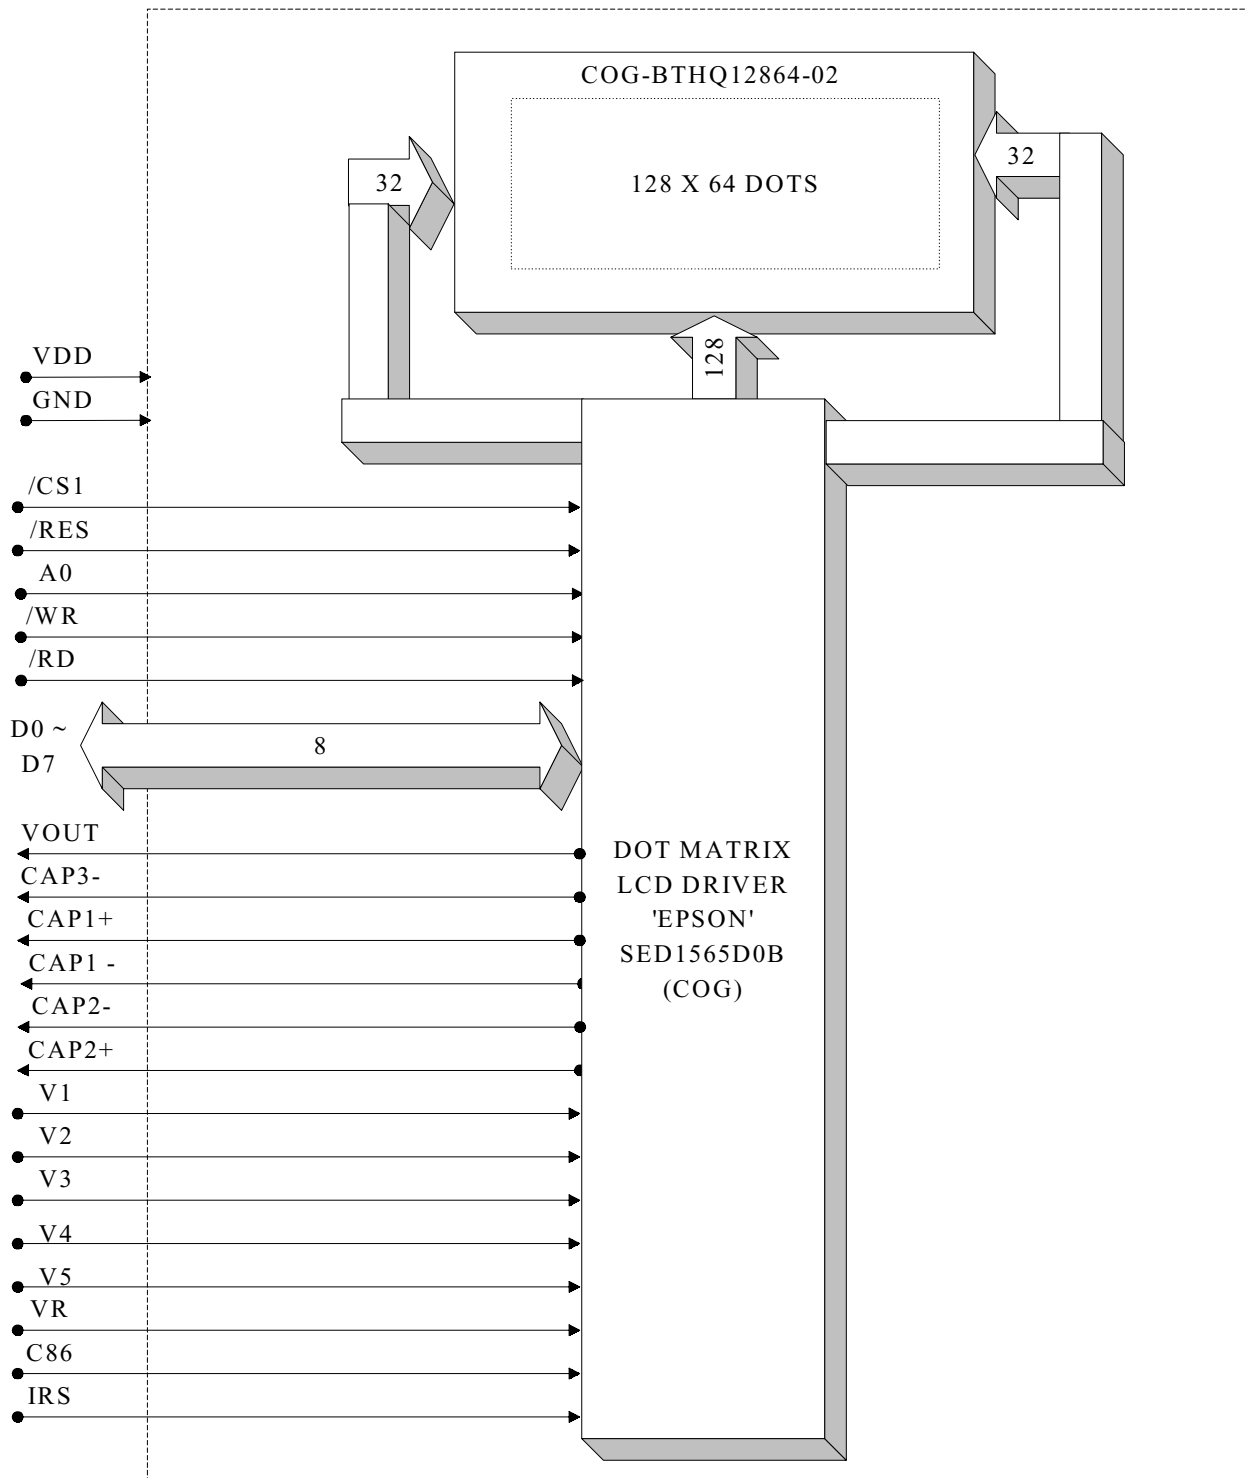 COG-BTHQ12864-02
32
32
128 X 64 DOTS
128
VDD
GND
/CS1
/RES
A0
/WR
/RD
D0 ~
D7
8
VOUT
CAP3-
CAP1+
CAP1 -
CAP2-
CAP2+
V1
V2
V3
V4
V5
VR
C86
IRS
DOT MATRIX
LCD DRIVER
'EPSON'
SED1565D0B
(COG)